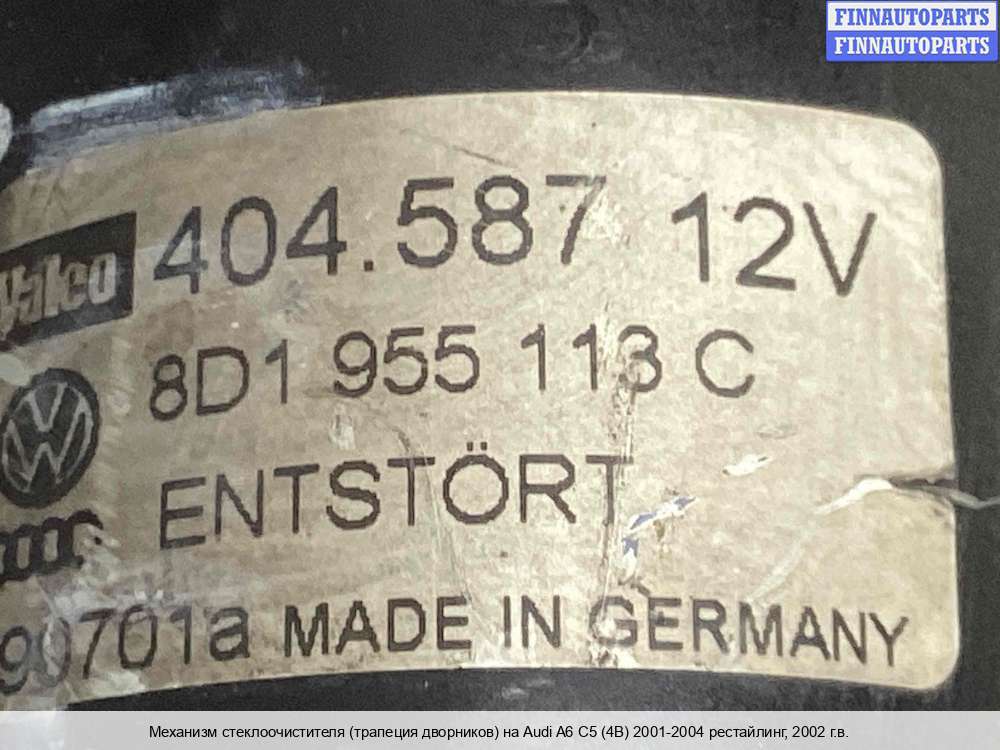 FINNAUTOPARTS
FINNAUTOPARTS
Valeo 404.587 12V
8D1 955 113 C
ENTSTÖRT
90701a MADE IN GERMANY
Механизм стеклоочистителя (трапеция дворников) на Audi A6 C5 (4B) 2001-2004 рестайлинг, 2002 г.в.